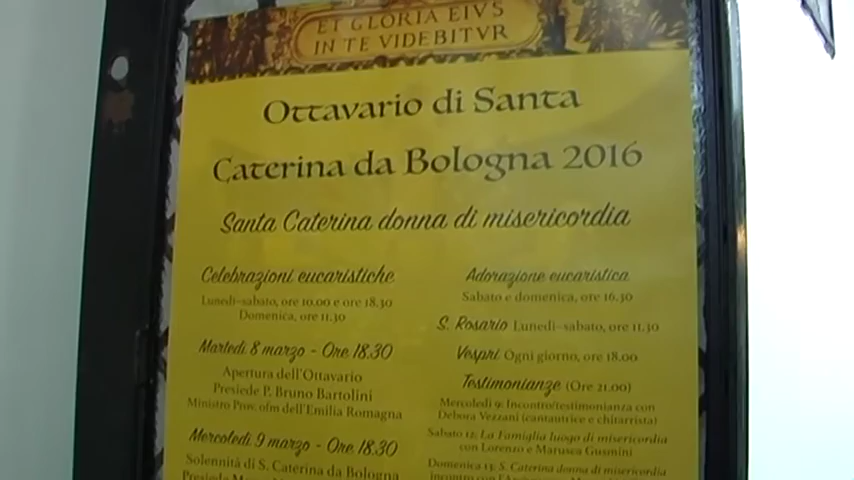 ET GLORIA EIVS
IN TE VIDEBITVR
Ottavario di Santa
Caterina da Bologna 2016
Santa Caterina donna di misericordia
Celebrazioni eucaristiche
Lunedì-sabato, ore 10.00 e ore 18.30
Domenica, ore 11.30
Martedì 8 marzo - Ore 18.30
Apertura dell'Ottavario
Presiede P. Bruno Bartolini
Ministro Prov. ofm dell'Emilia Romagna
Mercoledì 9 marzo - Ore 18.30
Solennità di S. Caterina da Bologna
Presiede
Adorazione eucaristica
Sabato e domenica, ore 16.30
S. Rosario Lunedì-sabato, ore 11.30
Vespri Ogni giorno, ore 18.00
Testimonianze (Ore 21.00)
Mercoledì 9: Incontro/testimonianza con
Debora Vezzani (cantautrice e chitarrista)
Sabato 12: La Famiglia luogo di misericordia
con Lorenzo e Marusca Gusmini
Domenica 13: S. Caterina donna di misericordia
incontro con